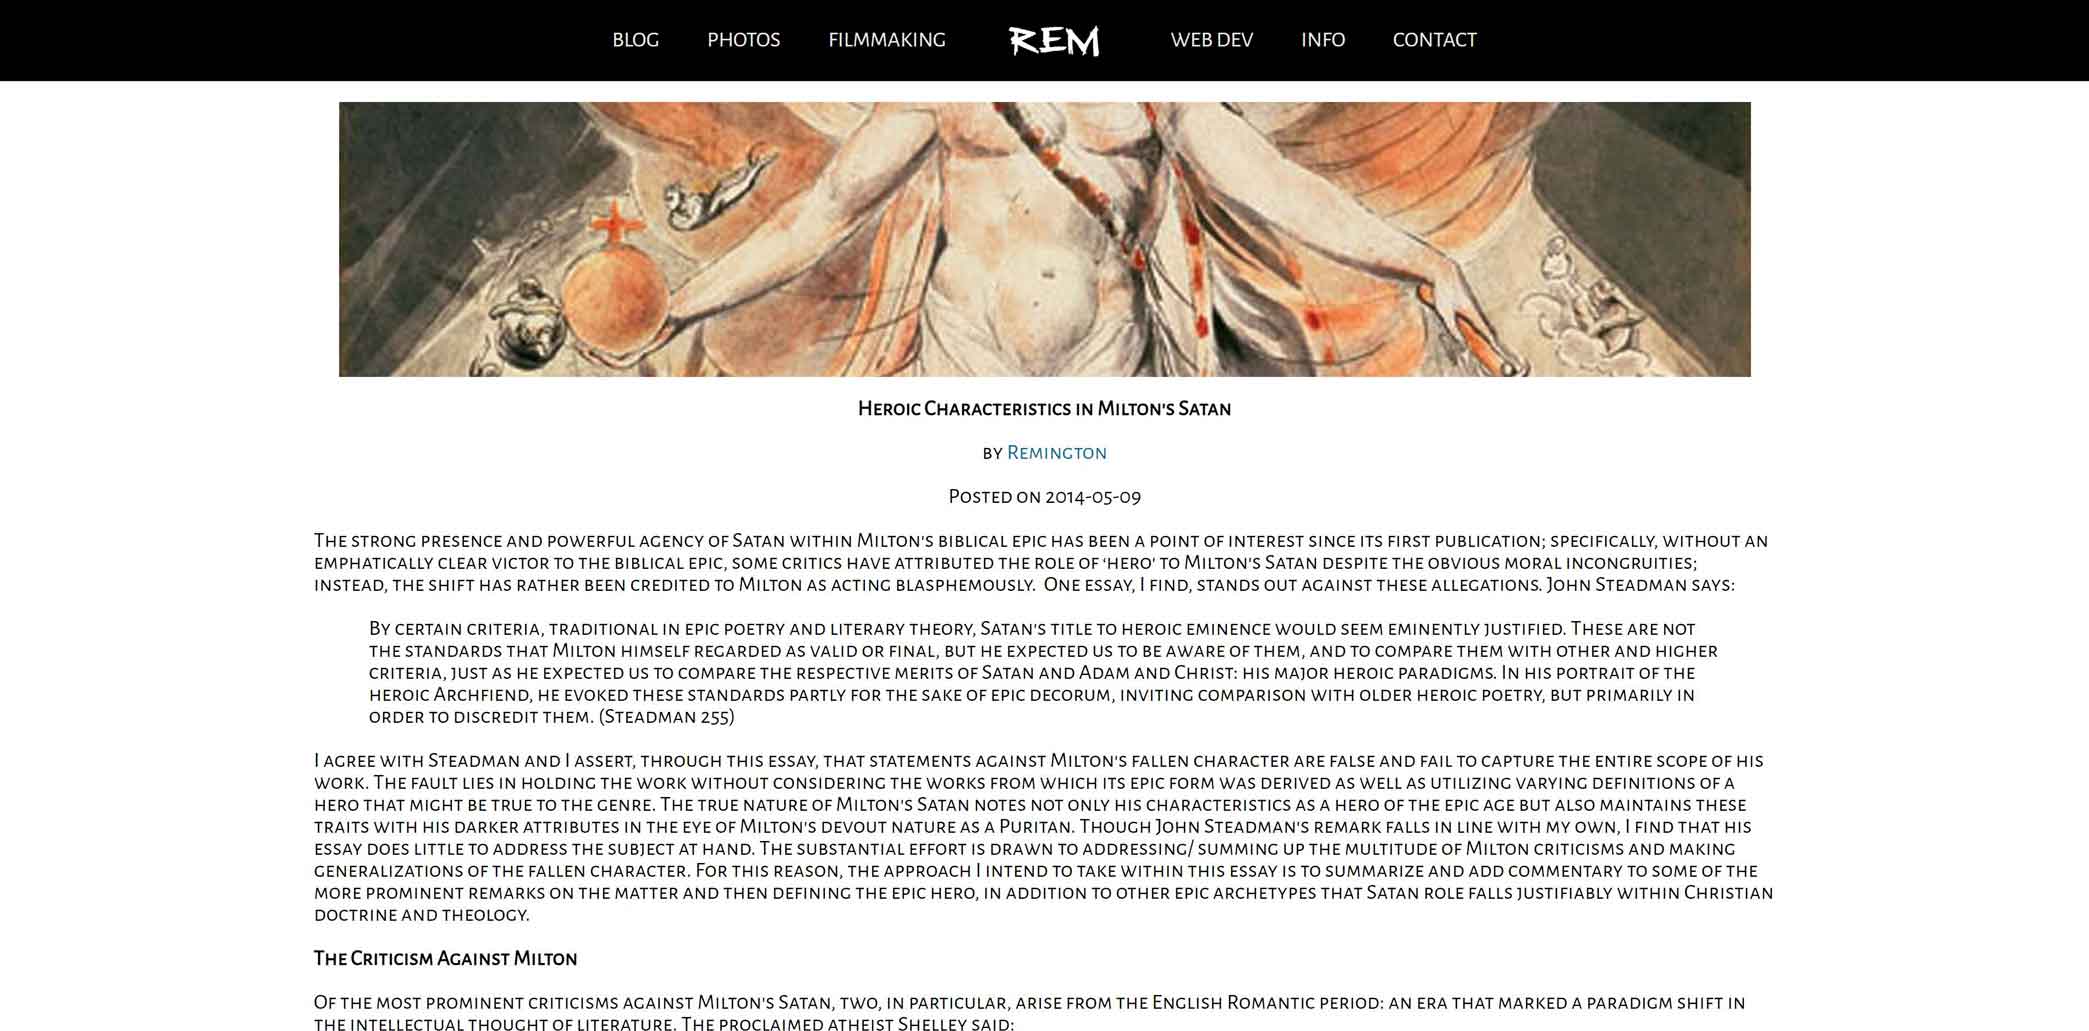 BLOG PHOTOS FILMMAKING REM WEB DEV INFO CONTACT
Heroic Characteristics in Milton's Satan
by Remington
Posted on 2014-05-09
The strong presence and powerful agency of Satan within Milton's biblical epic has been a point of interest since its first publication; specifically, without an
emphatically clear victor to the biblical epic, some critics have attributed the role of ‘hero’ to Milton's Satan despite the obvious moral incongruities;
instead, the shift has rather been credited to Milton as acting blasphemously.  One essay, I find, stands out against these allegations. John Steadman says:
By certain criteria, traditional in epic poetry and literary theory, Satan's title to heroic eminence would seem eminently justified. These are not
the standards that Milton himself regarded as valid or final, but he expected us to be aware of them, and to compare them with other and higher
criteria, just as he expected us to compare the respective merits of Satan and Adam and Christ: his major heroic paradigms. In his portrait of the
heroic Archfiend, he evoked these standards partly for the sake of epic decorum, inviting comparison with older heroic poetry, but primarily in
order to discredit them. (Steadman 255)
I agree with Steadman and I assert, through this essay, that statements against Milton's fallen character are false and fail to capture the entire scope of his
work. The fault lies in holding the work without considering the works from which its epic form was derived as well as utilizing varying definitions of a
hero that might be true to the genre. The true nature of Milton's Satan notes not only his characteristics as a hero of the epic age but also maintains these
traits with his darker attributes in the eye of Milton's devout nature as a Puritan. Though John Steadman's remark falls in line with my own, I find that his
essay does little to address the subject at hand. The substantial effort is drawn to addressing/ summing up the multitude of Milton criticisms and making
generalizations of the fallen character. For this reason, the approach I intend to take within this essay is to summarize and add commentary to some of the
more prominent remarks on the matter and then defining the epic hero, in addition to other epic archetypes that Satan role falls justifiably within Christian
doctrine and theology.
The Criticism Against Milton
Of the most prominent criticisms against Milton's Satan, two, in particular, arise from the English Romantic period: an era that marked a paradigm shift in
the intellectual thought of literature. The proclaimed atheist Shelley said: